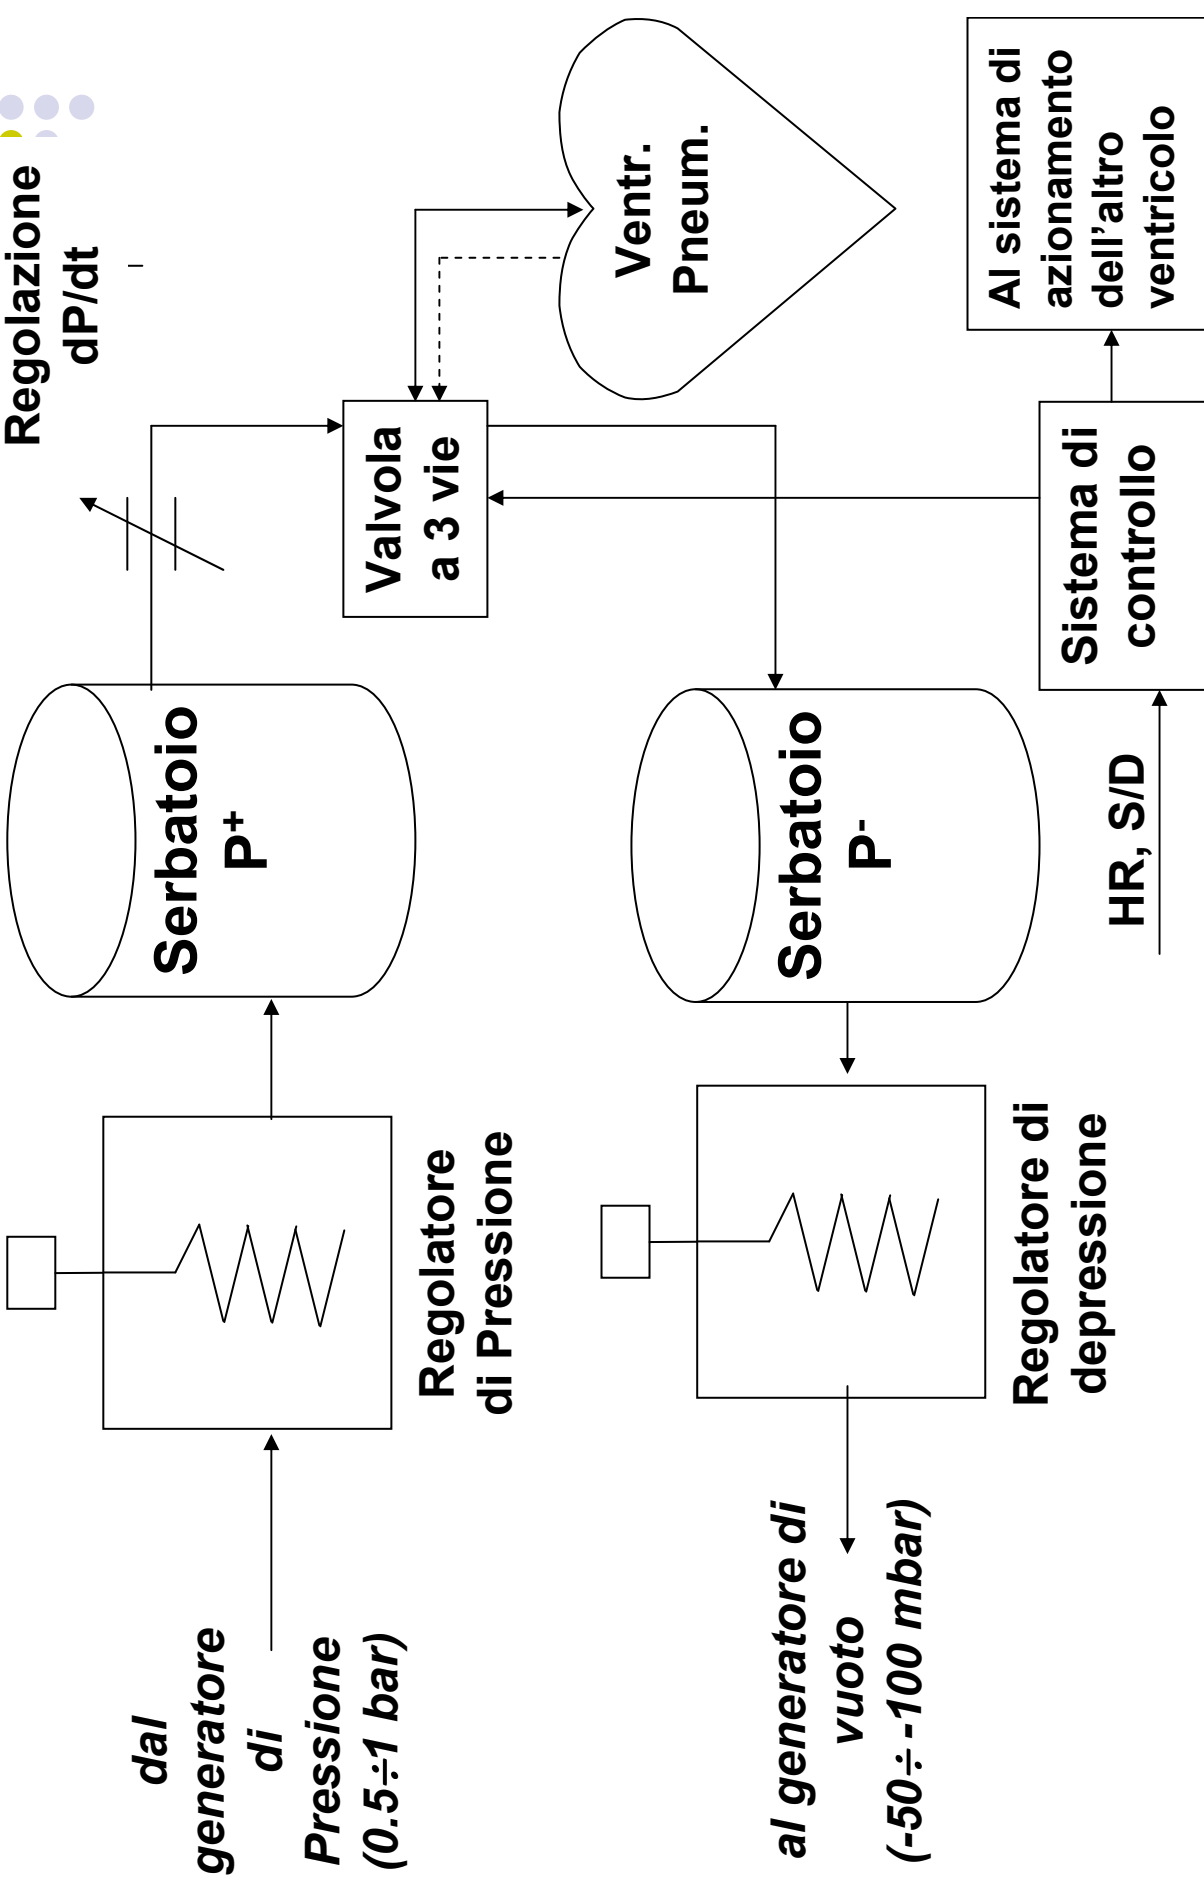 Regolazione
dP/dt
dal
generatore
di
Pressione
(0.5÷1 bar)
Regolatore
di Pressione
Serbatoio
P+
Valvola
a 3 vie
Ventr.
Pneum.
al generatore di
vuoto
(-50÷ -100 mbar)
Regolatore di
depressione
Serbatoio
P-
HR, S/D
Sistema di
controllo
Al sistema di
azionamento
dell’altro
ventricolo